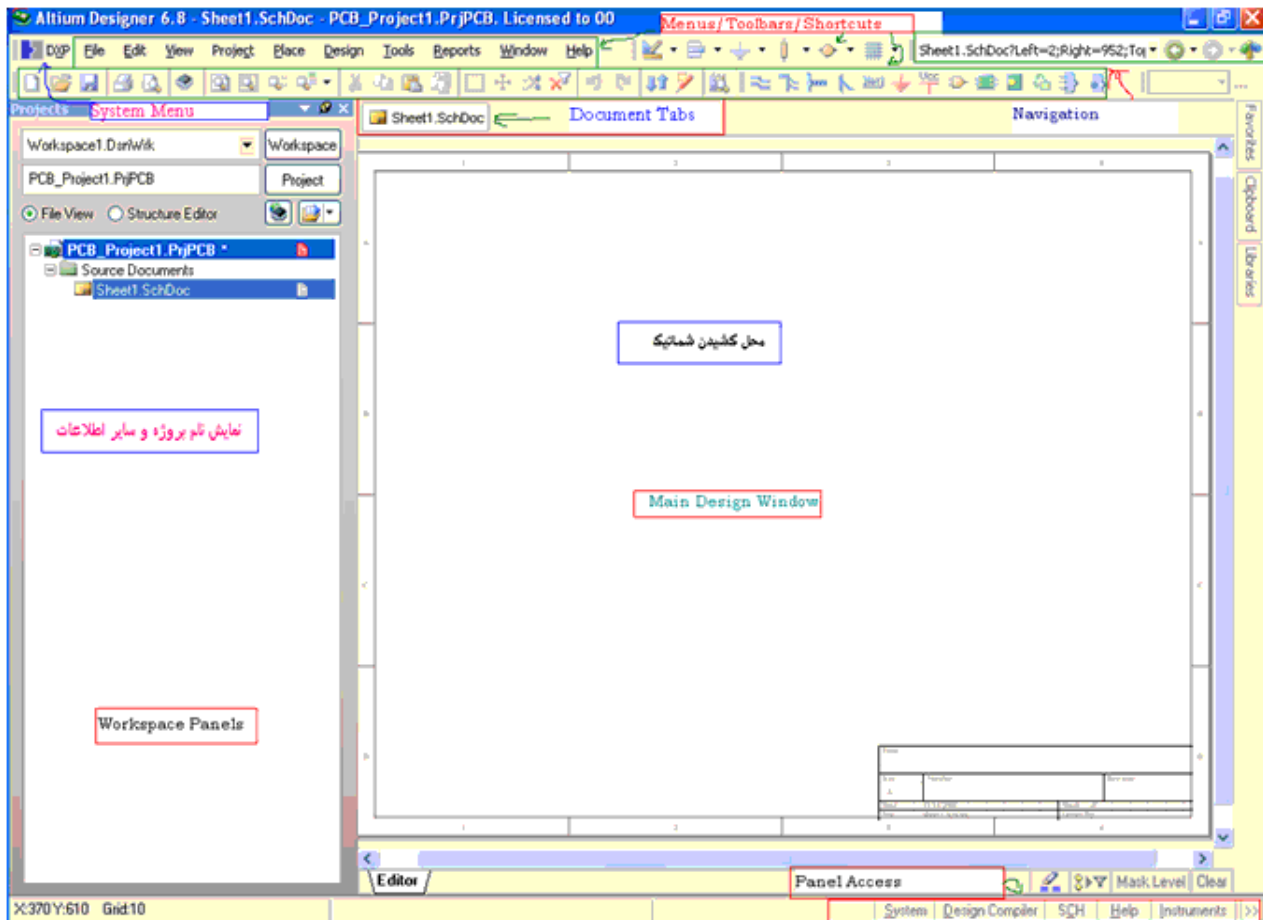 Altium Designer 6.8 - Sheet1.SchDoc - PCB_Project1.PrjPCB. Licensed to 00
Menus/Toolbars/Shortcuts
DXP File Edit View Project Place Design Tools Reports Window Help
Sheet1.SchDoc?Left=2;Right=952;To
Projects
System Menu
Sheet1.SchDoc
Document Tabs
Navigation
Favorites
Clipboard
Libraries
Workspace1.DsnWrk
Workspace
PCB_Project1.PrjPCB
Project
File View
Structure Editor
PCB_Project1.PrjPCB *
Source Documents
Sheet1.SchDoc
محل کشیدن شماتیک
نمایش نام پروژه و سایر اطلاعات
Main Design Window
Workspace Panels
Editor
Panel Access
Mask Level
Clear
X:370 Y:610 Grid:10
System
Design Compiler
SCH
Help
Instruments
>>